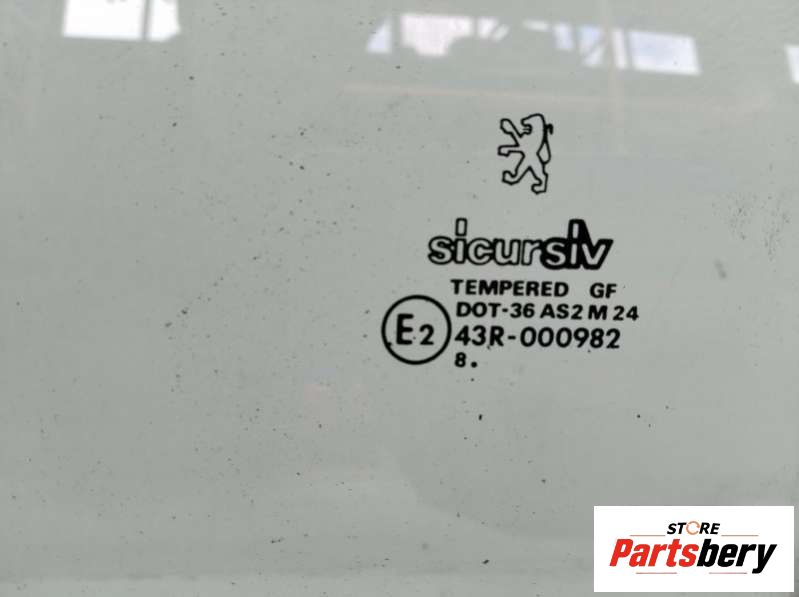 sicursiv
TEMPERED GF
DOT-36 AS2 M 24
E2
43R-000982
8.
STORE
Partsbery